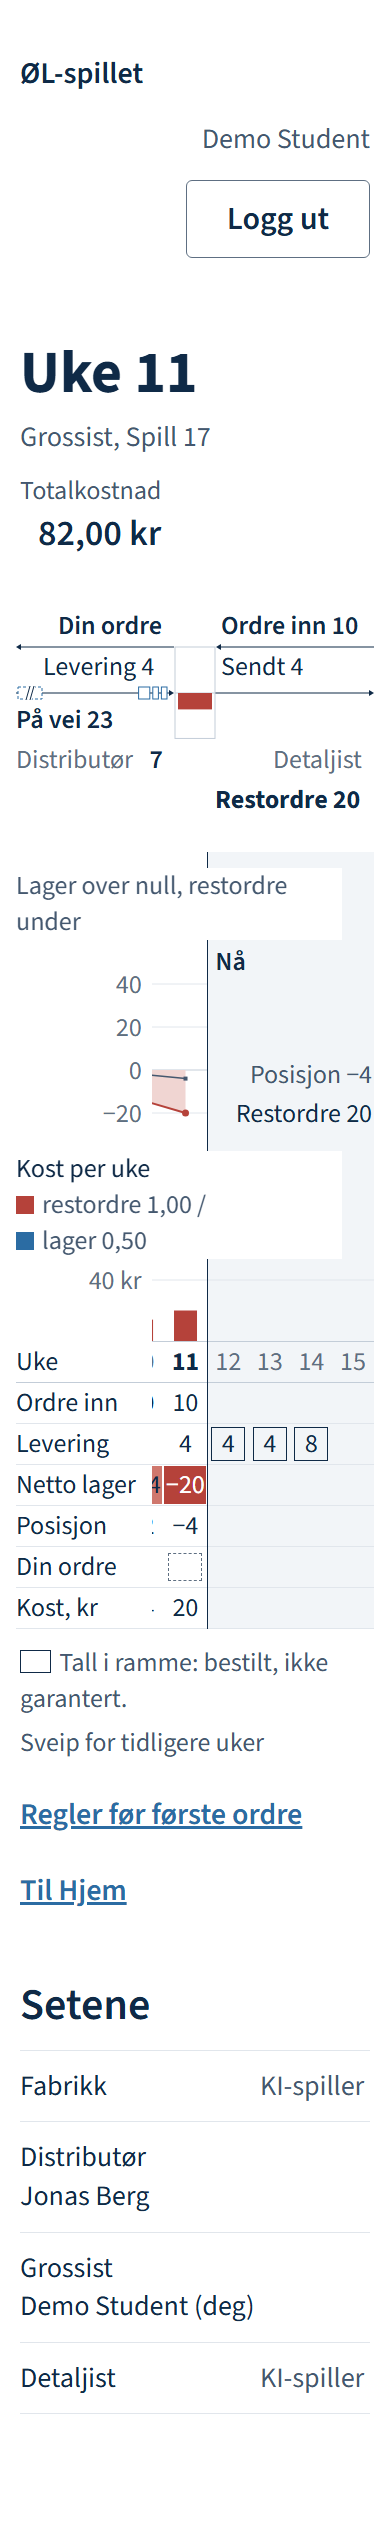 ØL-spillet
Demo Student
Logg ut
Uke 11
Grossist, Spill 17
Totalkostnad
82,00 kr
Din ordre
Ordre inn 10
Levering 4
Sendt 4
På vei 23
Distributør 7
Detaljist
Restordre 20
Lager over null, restordre
under
Nå
40
20
0
−20
Posisjon −4
Restordre 20
Kost per uke
restordre 1,00 /
lager 0,50
40 kr
Uke 11 12 13 14 15
Ordre inn 10
Levering 4 4 4 8
Netto lager 4 −20
Posisjon −4
Din ordre
Kost, kr 20
Tall i ramme: bestilt, ikke
garantert.
Sveip for tidligere uker
Regler før første ordre
Til Hjem
Setene
Fabrikk KI-spiller
Distributør
Jonas Berg
Grossist
Demo Student (deg)
Detaljist KI-spiller